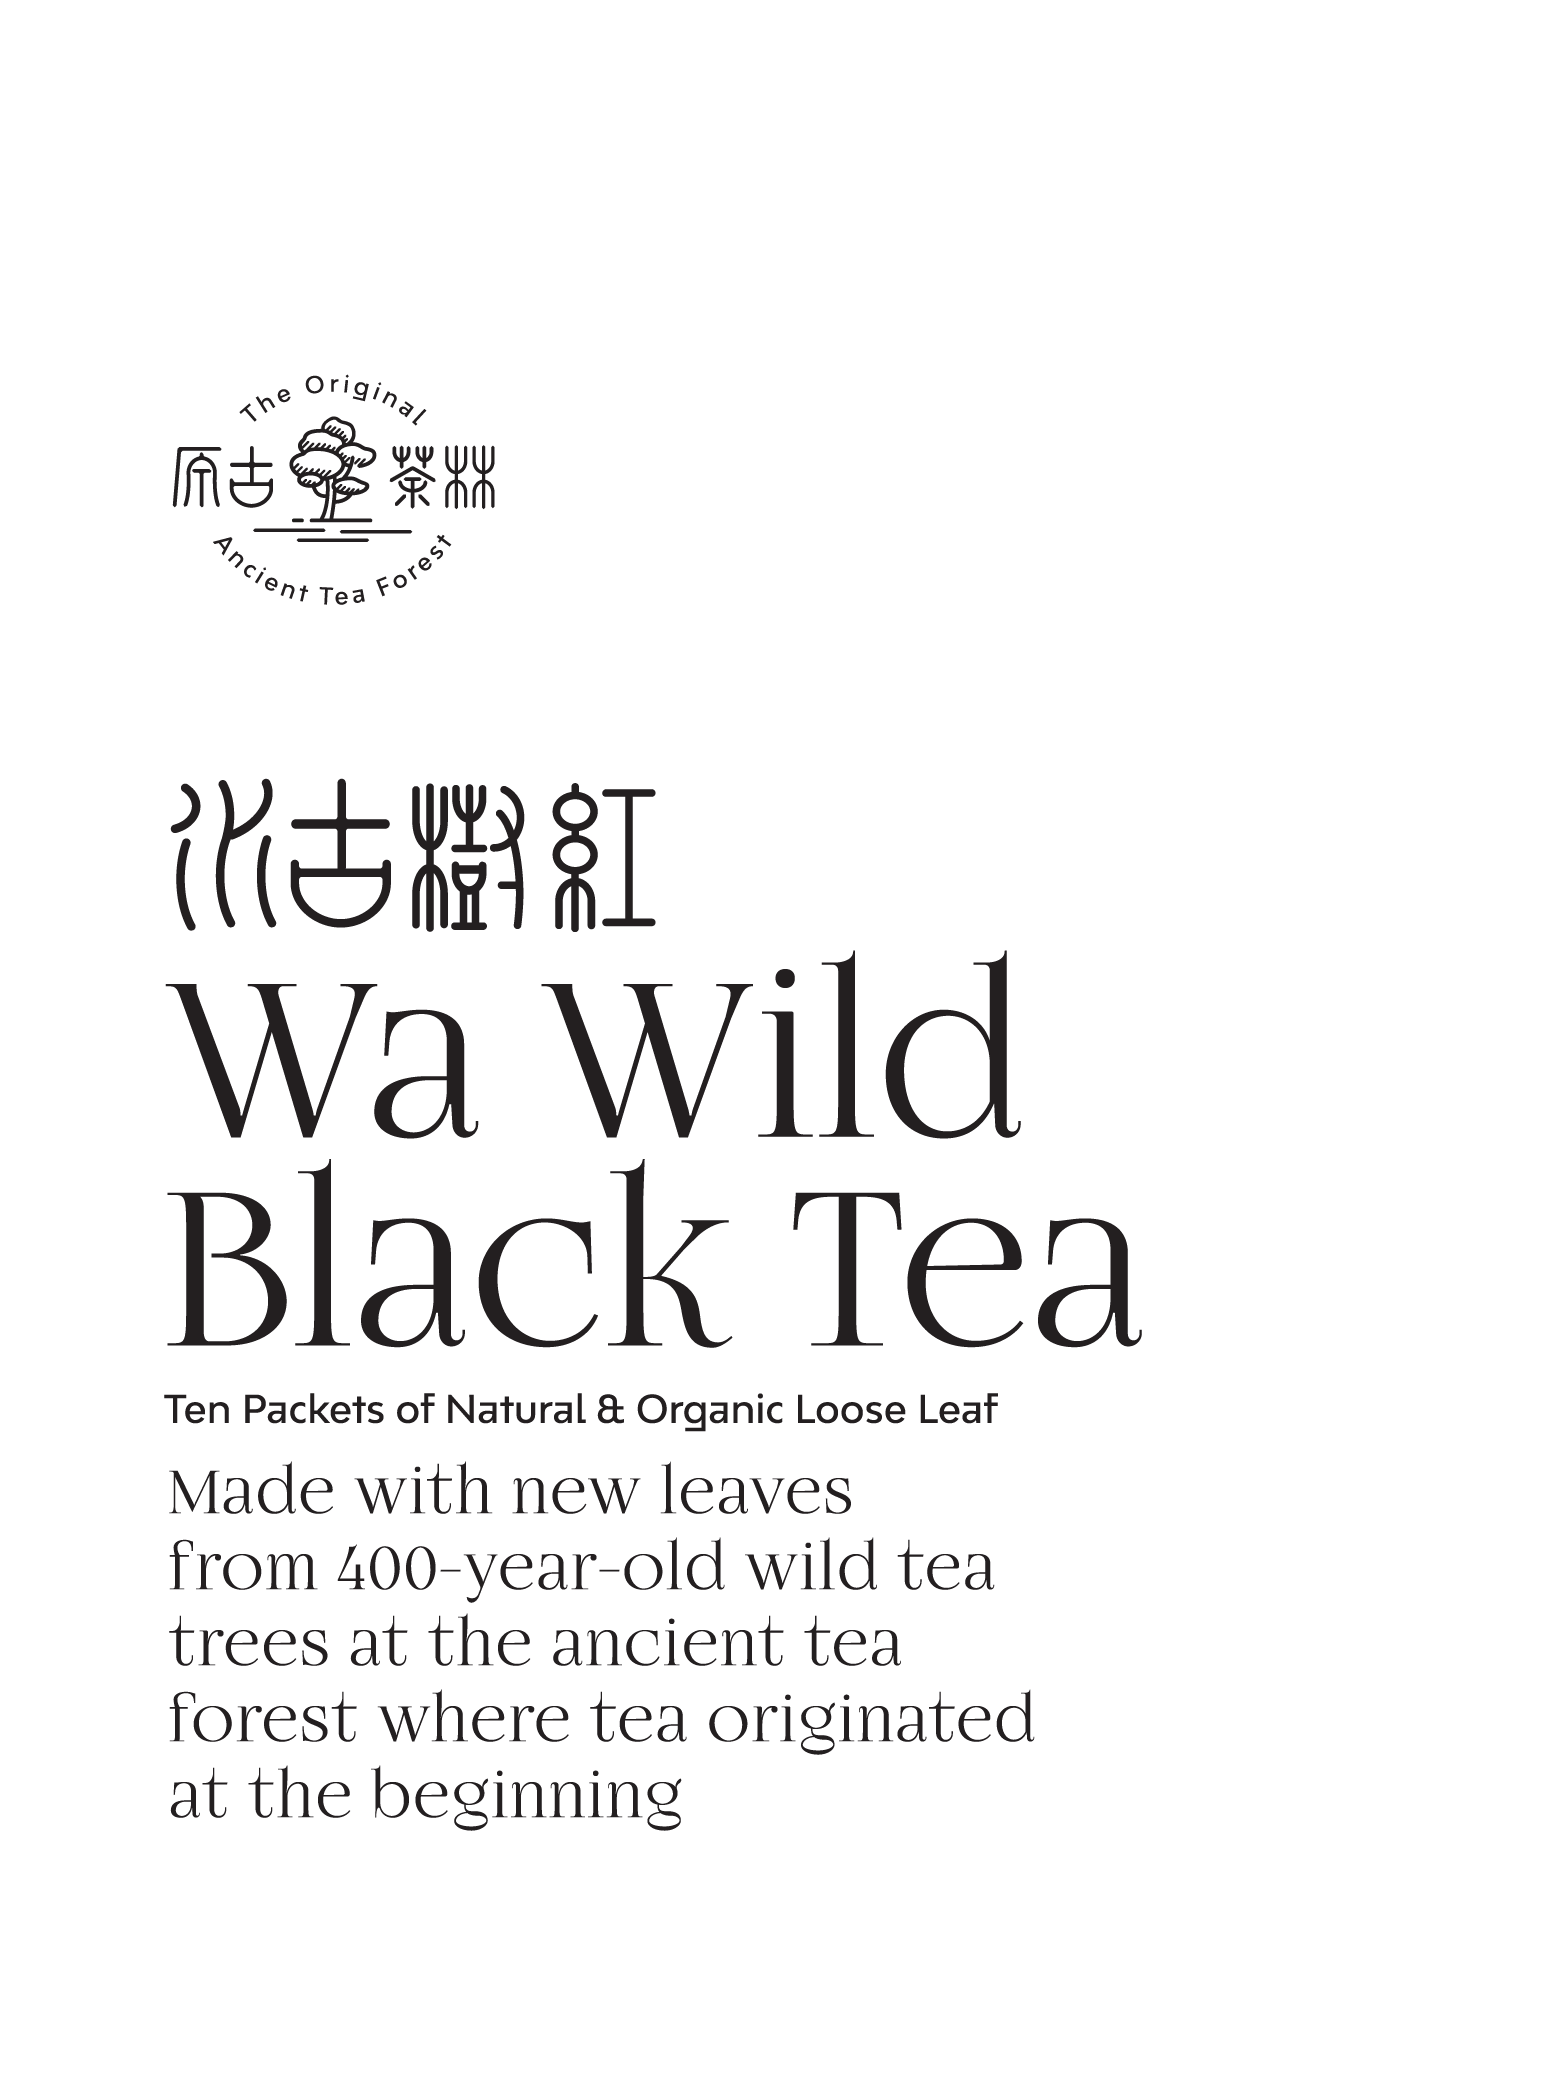 The Original
原古茶林
Ancient Tea Forest
古樹紅
Wa Wild
Black Tea
Ten Packets of Natural & Organic Loose Leaf
Made with new leaves
from 400-year-old wild tea
trees at the ancient tea
forest where tea originated
at the beginning